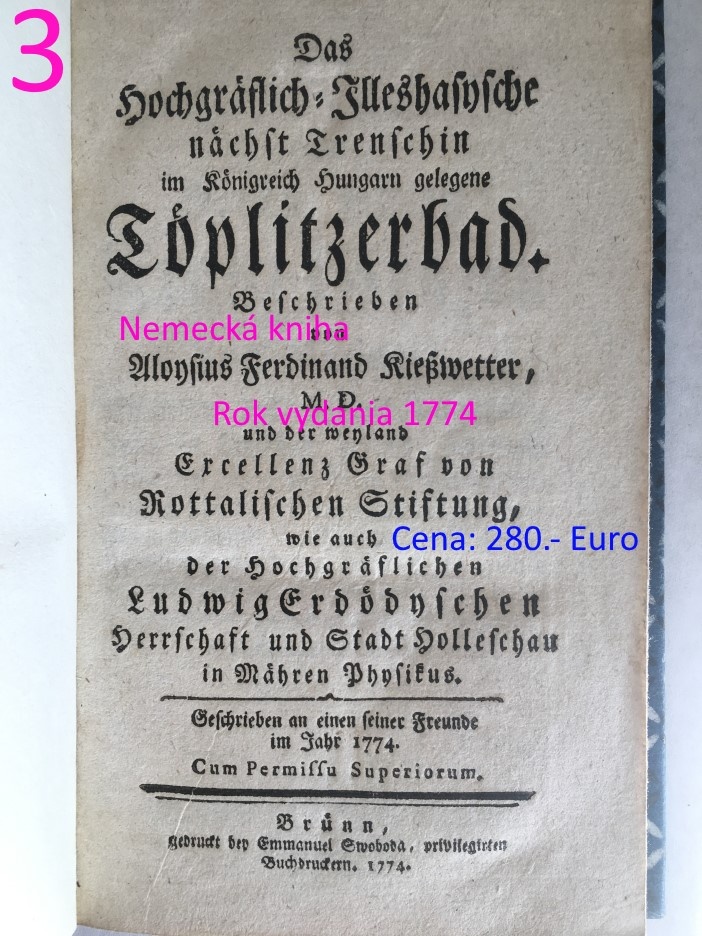 3
Das
Hochgräflich-Illeshasysche
nächst Trenschin
im Königreich Hungarn gelegene
Töplitzerbad.
Beschrieben
Nemecká kniha
von
Aloysius Ferdinand Kießwetter,
M. D.
Rok vydania 1774
und der weyland
Excellenz Graf von
Rottalischen Stiftung,
wie auch
Cena: 280.- Euro
der Hochgräflichen
Ludwig Erdödyschen
Herrschaft und Stadt Holleschau
in Mähren Physikus.
Geschrieben an einen seiner Freunde
im Jahr 1774.
Cum Permissu Superiorum.
Brünn,
gedruckt bey Emmanuel Swoboda, privilegirten
Buchdruckern. 1774.